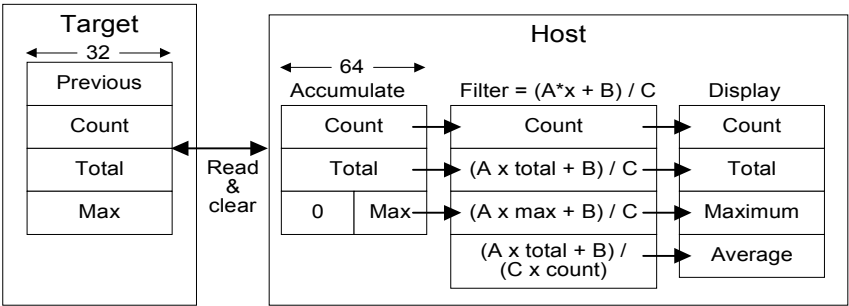 Target
32
Previous
Count
Total
Max
Read
&
clear
Host
64
Accumulate
Count
Total
0 Max
Filter = (A*x + B) / C
Count
(A x total + B) / C
(A x max + B) / C
(A x total + B) /
(C x count)
Display
Count
Total
Maximum
Average